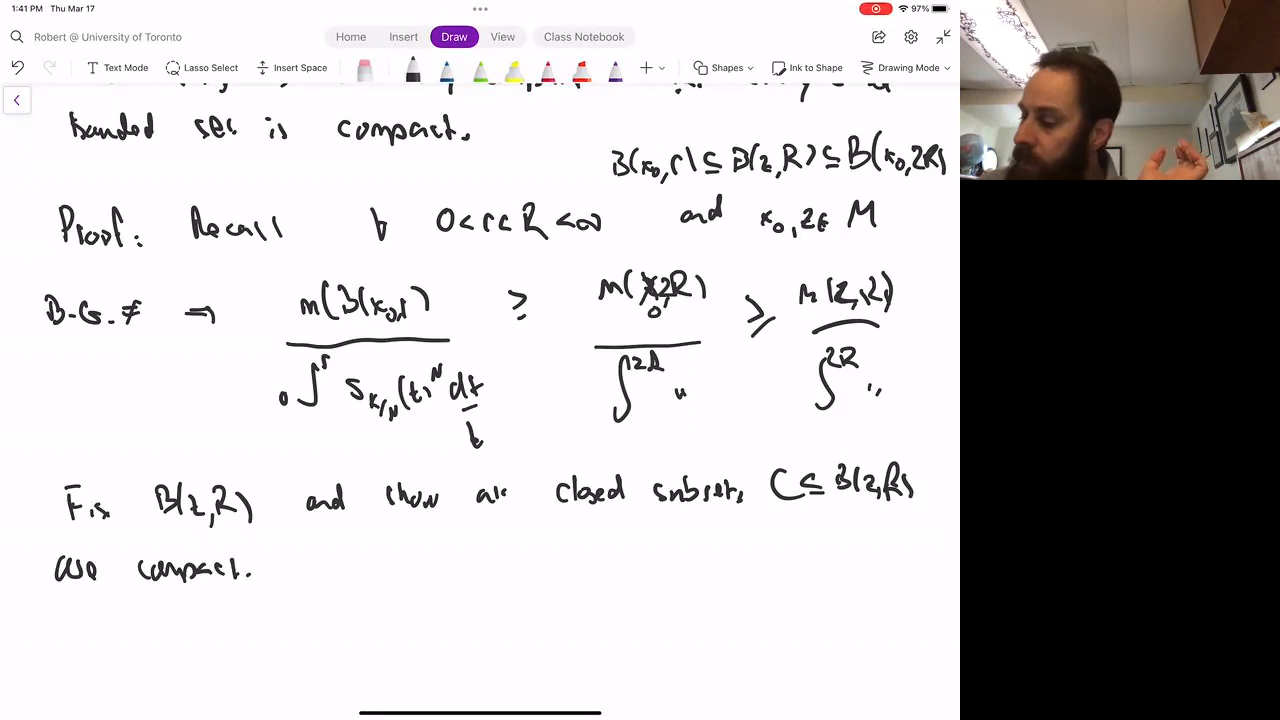 1:41 PM Thu Mar 17
97%
Robert @ University of Toronto
Home Insert Draw View Class Notebook
Text Mode Lasso Select Insert Space Shapes Ink to Shape Drawing Mode
bounded set is compact.
B(x₀,r) ⊆ B(z,R) ⊆ B(x₀,2R)
Proof: Recall ∀ 0<r<R<∞ and x₀,z∈ M
B.-G. ≠ ⇒ m(B(x₀,r) / ₀∫ʳ S_{K/N}(t)^N dt ≥ m(x₀,2R) / ∫^{2R} " ≥ m(z,R) / ∫^{2R} "
Fix B(z,R) and show all closed subsets C ⊆ B(z,R)
are compact.